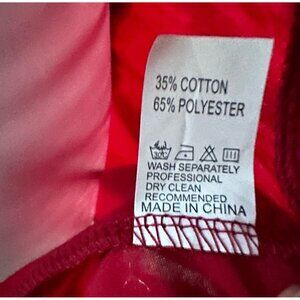 35% COTTON
65% POLYESTER
WASH SEPARATELY
PROFESSIONAL
DRY CLEAN
RECOMMENDED
MADE IN CHINA